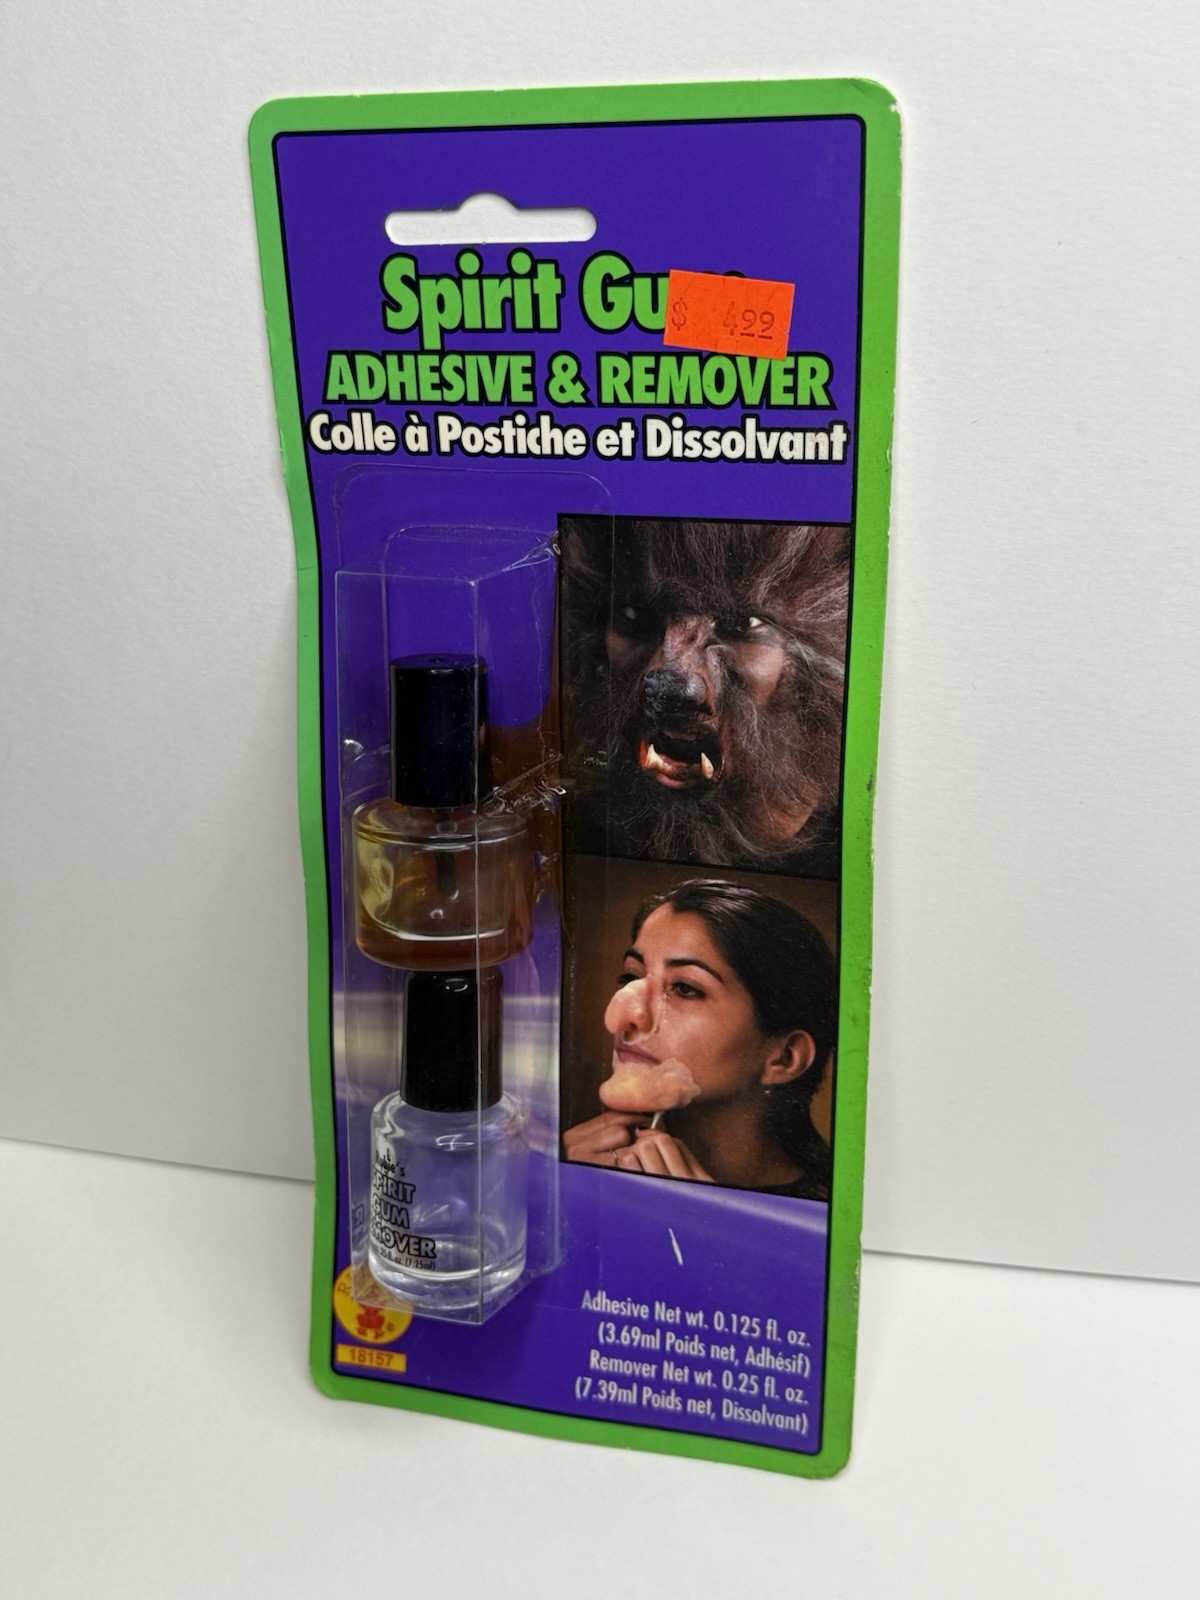 Spirit Gu
$ 4.99
ADHESIVE & REMOVER
Colle à Postiche et Dissolvant
SPIRIT
GUM
Adhesive Net wt. 0.125 fl. oz.
(3.69ml Poids net, Adhésif)
Remover Net wt. 0.25 fl. oz.
(7.39ml Poids net, Dissolvant)
®
18157